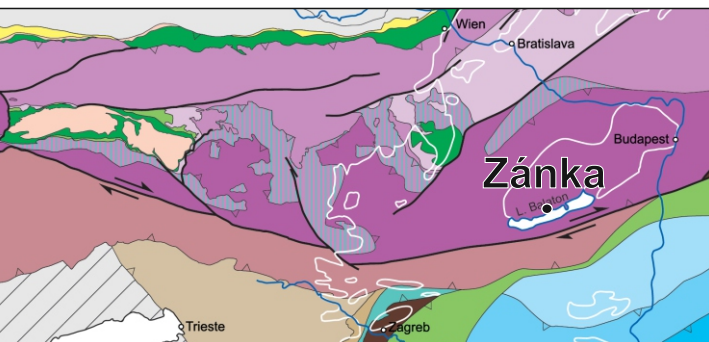 Wien
Bratislava
Budapest
Zánka
L. Balaton
Trieste
Zagreb